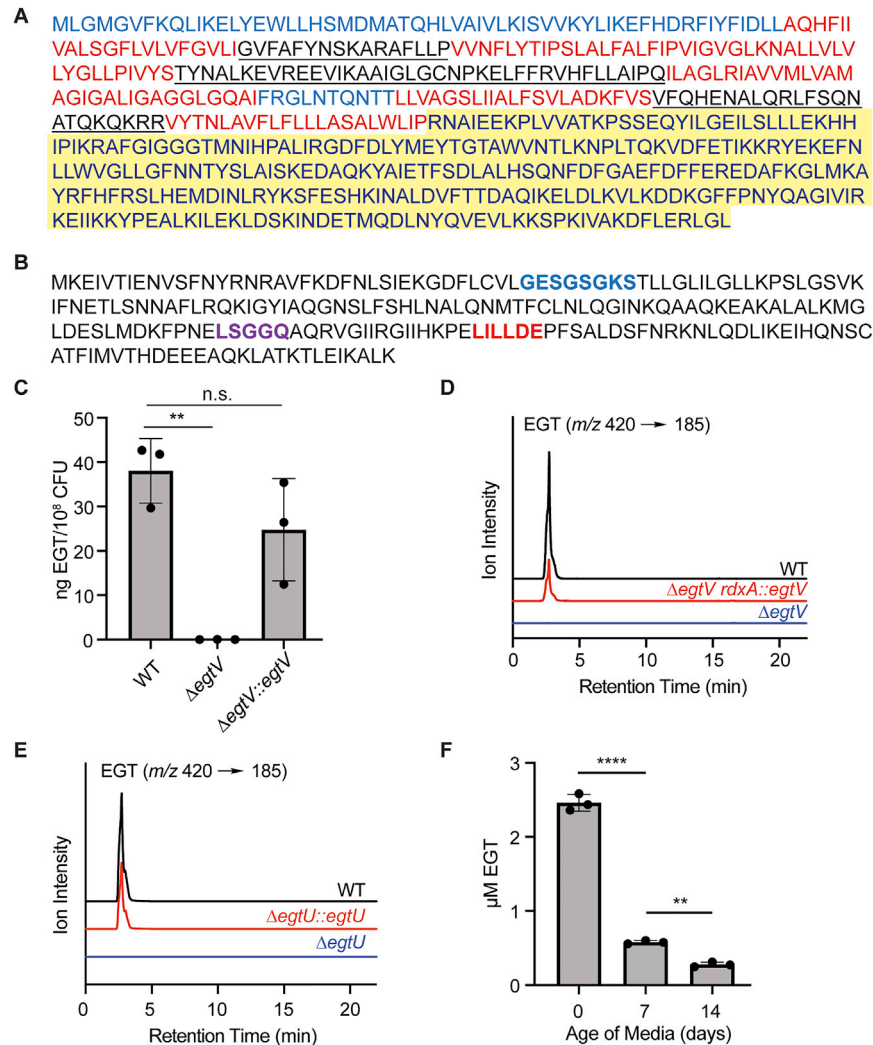 A
MLGMGVFKQLIKELYEWLLHSMDMATQHLVAIVLKISVVKYLIKEFHDRFIYFIDLLAQHFII
VALSGFLVLVFGVLIGVFAFYNSKARAFLLPVVNFLYTIPSLALFALFIPVIGVGLKNALLVLV
LYGLLPIVYSTYNALKEVREEVIKAAIGLGCNPKELFFRVHFLLAIPQILAGLRIAVVMLVAM
AGIGALIGAGGLGQAIFRGLNTQNTTLLVAGSLIIALFSVLADKFVSVFQHENALQRLFSQN
ATQKQKRRVYTNLAVFLFLLLASALWLIPRNAIEEKPLVVATKPSSEQYILGEILSLLLEKHH
IPIKRAFGIGGGTMNIHPALIRGDFDLYMEYTGTAWVNTLKNPLTQKVDFETIKKRYEKEFN
LLWVGLLGFNNTYSLAISKEDAQKYAIETFSDLALHSQNFDFGAEFDFFEREDAFKGLMKA
YRFHFRSLHEMDINLRYKSFESHKINALDVFTTDAQIKELDLKVLKDDKGFFPNYQAGIVIR
KEIIKKYPEALKILEKLDSKINDETMQDLNYQVEVLKKSPKIVAKDFLERLGL
B
MKEIVTIENVSFNYRNRAVFKDFNLSIEKGDFLCVLGESGSGKSTLLGLILGLLKPSLGSVK
IFNETLSNNAFLRQKIGYIAQGNSLFSHLNALQNMTFCLNLQGINKQAAQKEAKALALKMG
LDESLMDKFPNELSGGQAQRVGIIRGIIHKPELILLDEPFSALDSFNRKNLQDLIKEIHQNSC
ATFIMVTHDEEEAQKLATKTLEIKALK
C
n.s.
**
50
40
30
20
10
0
ng EGT/10⁸ CFU
WT
ΔegtV
ΔegtV::egtV
D
EGT (m/z 420 → 185)
Ion Intensity
WT
ΔegtV rdxA::egtV
ΔegtV
0 5 10 15 20
Retention Time (min)
E
EGT (m/z 420 → 185)
Ion Intensity
WT
ΔegtU::egtU
ΔegtU
0 5 10 15 20
Retention Time (min)
F
****
**
3
2
1
0
µM EGT
0 7 14
Age of Media (days)